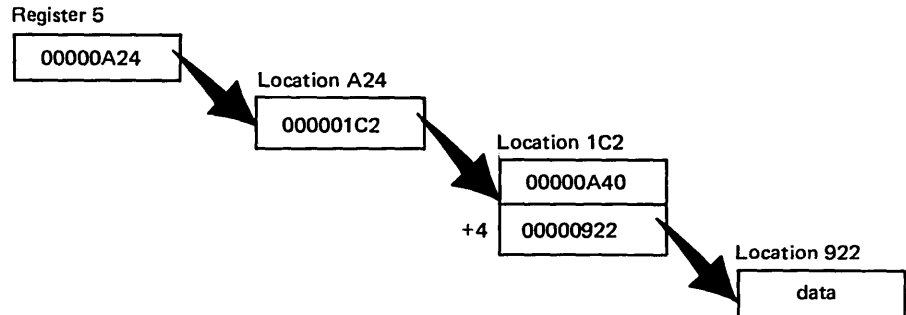 Register 5
00000A24
Location A24
000001C2
Location 1C2
00000A40
+4 00000922
Location 922
data